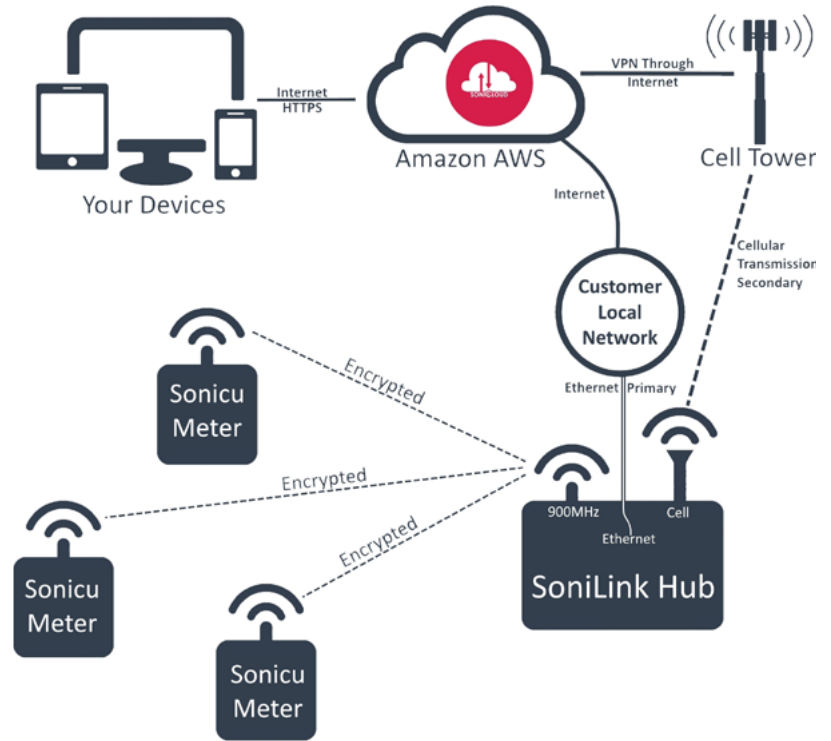 Internet
HTTPS
SONICLOUD
VPN Through
Internet
Amazon AWS
Cell Tower
Your Devices
Internet
Cellular
Transmission
Secondary
Customer
Local
Network
Ethernet
Primary
Encrypted
Sonicu
Meter
Encrypted
Sonicu
Meter
Encrypted
Sonicu
Meter
900MHz
Cell
Ethernet
SoniLink Hub